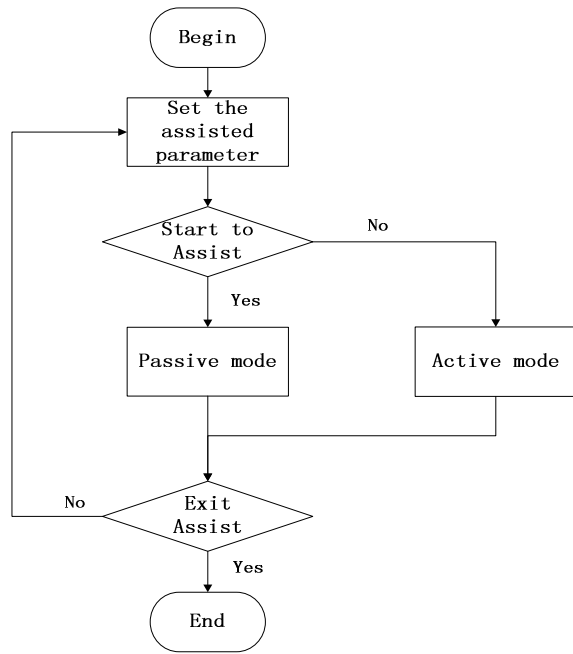 Begin
Set the
assisted
parameter
Start to
Assist
No
Yes
Passive mode
Active mode
No
Exit
Assist
Yes
End